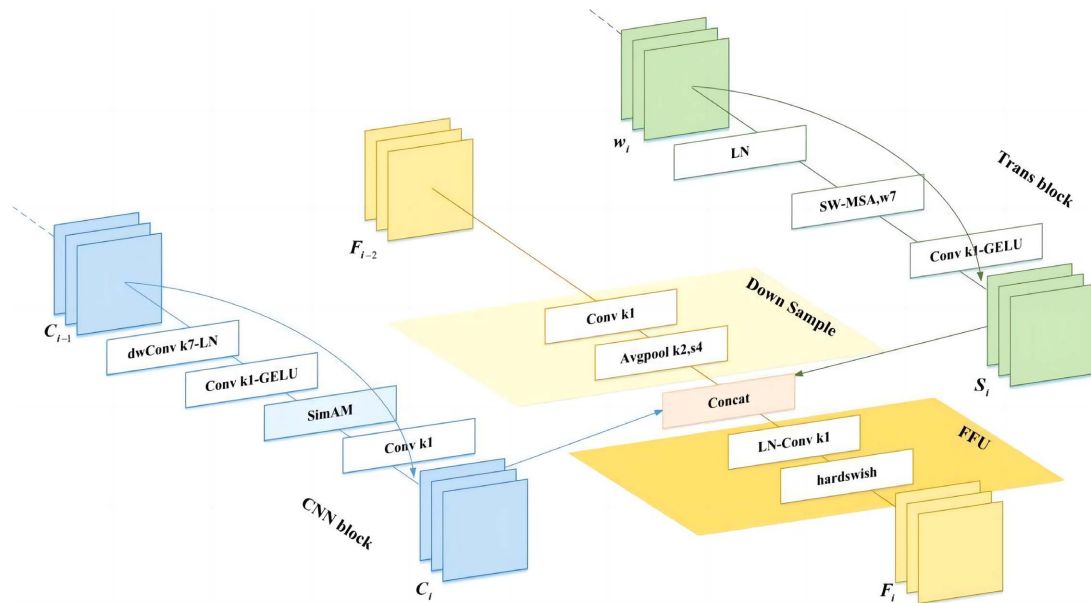 w_i
LN
SW-MSA,w7
Conv k1-GELU
Trans block
S_i
F_{i-2}
Conv k1
Avgpool k2,s4
Down Sample
Concat
C_{i-1}
dwConv k7-LN
Conv k1-GELU
SimAM
Conv k1
CNN block
C_i
LN-Conv k1
hardswish
FFU
F_i